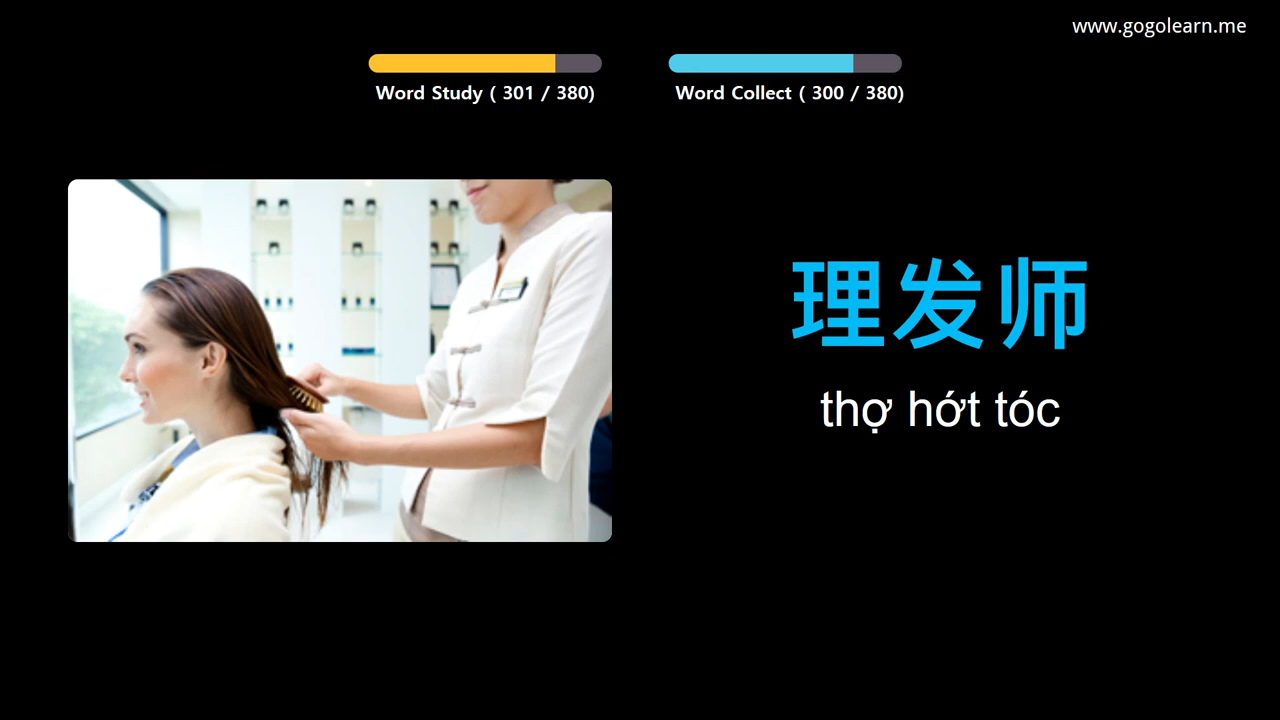 www.gogolearn.me
Word Study ( 301 / 380)
Word Collect ( 300 / 380)
理发师
thợ hớt tóc